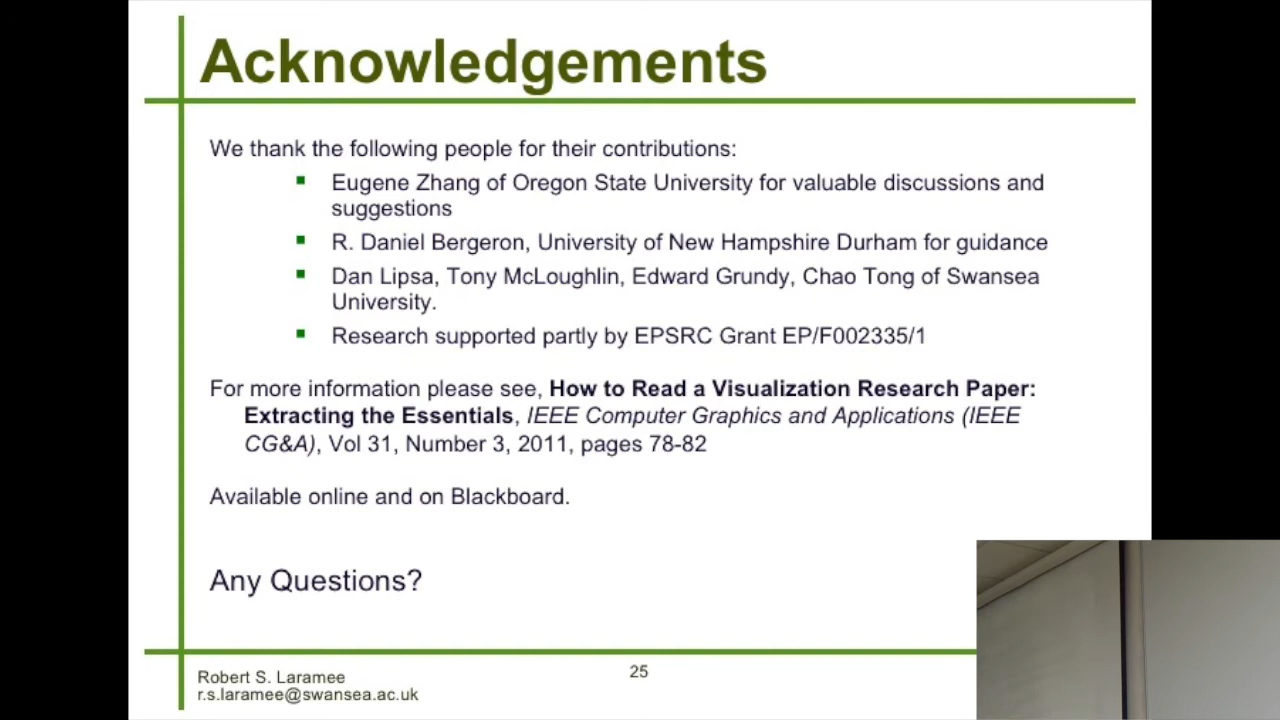 Acknowledgements
We thank the following people for their contributions:
Eugene Zhang of Oregon State University for valuable discussions and
suggestions
R. Daniel Bergeron, University of New Hampshire Durham for guidance
Dan Lipsa, Tony McLoughlin, Edward Grundy, Chao Tong of Swansea
University.
Research supported partly by EPSRC Grant EP/F002335/1
For more information please see, How to Read a Visualization Research Paper:
Extracting the Essentials, IEEE Computer Graphics and Applications (IEEE
CG&A), Vol 31, Number 3, 2011, pages 78-82
Available online and on Blackboard.
Any Questions?
Robert S. Laramee
r.s.laramee@swansea.ac.uk
25